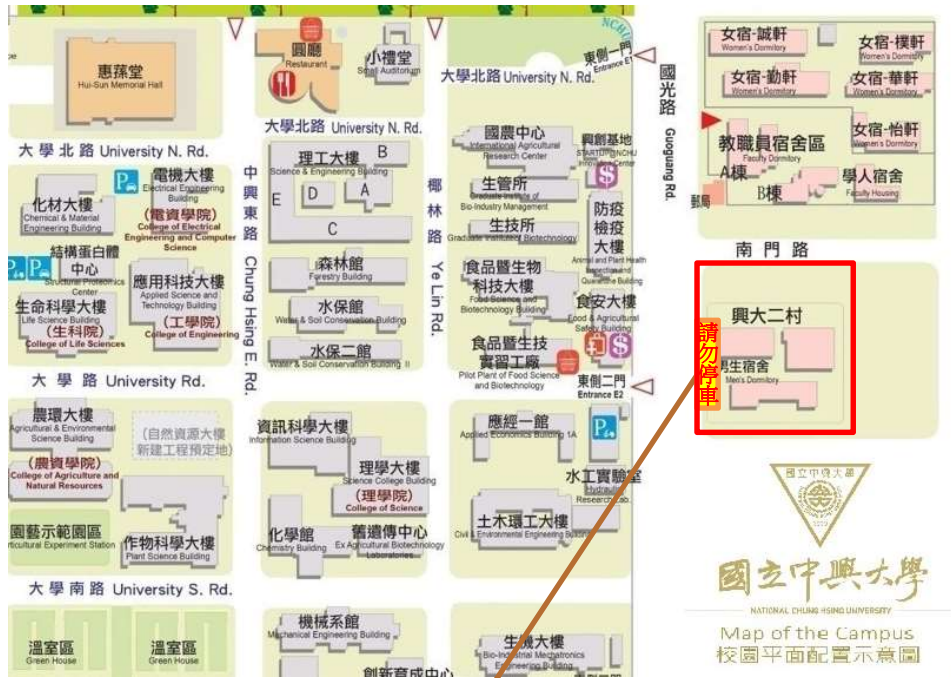 惠蓀堂
Hui-Sun Memorial Hall
圓廳
Restaurant
小禮堂
Small Auditorium
NCHU
東側一門
Entrance E1
大學北路 University N. Rd.
大學北路 University N. Rd.
大學北路 University N. Rd.
國光路 Guoguang Rd.
女宿-誠軒
Women's Dormitory
女宿-樸軒
Women's Dormitory
女宿-勤軒
Women's Dormitory
女宿-華軒
Women's Dormitory
教職員宿舍區
Faculty Dormitory
女宿-怡軒
Women's Dormitory
A棟
B棟
學人宿舍
Faculty Housing
郵局
南門路
興大二村
請勿停車
男生宿舍
Men's Dormitory
化材大樓
Chemical & Material
Engineering Building
電機大樓
Electrical Engineering
Building
(電資學院)
College of Electrical
Engineering and Computer
Science
結構蛋白體
中心
Structural Proteomics
Center
生命科學大樓
Life Science Building
(生科院)
College of Life Sciences
應用科技大樓
Applied Science and
Technology Building
(工學院)
College of Engineering
中興東路 Chung Hsing E. Rd.
理工大樓
Science & Engineering Building
A
B
C
D
E
森林館
Forestry Building
水保館
Water & Soil Conservation Building
水保二館
Water & Soil Conservation Building II
椰林路 Ye Lin Rd.
國農中心
International Agricultural
Research Center
興創基地
STARTUP@NCHU
Innovation Center
生管所
Graduate Institute of
Bio-Industry Management
生技所
Graduate Institute of Biotechnology
防疫
檢疫
大樓
Animal and Plant Health
Inspection and
Quarantine Building
食品暨生物
科技大樓
Food Science and
Biotechnology Building
食安大樓
Food & Agricultural
Safety Building
食品暨生技
實習工廠
Pilot Plant of Food Science
and Biotechnology
東側二門
Entrance E2
大學路 University Rd.
農環大樓
Agricultural & Environmental
Science Building
(農資學院)
College of Agriculture and
Natural Resources
(自然資源大樓
新建工程預定地)
園藝示範園區
Horticultural Experiment Station
作物科學大樓
Plant Science Building
資訊科學大樓
Information Science Building
理學大樓
Science College Building
(理學院)
College of Science
化學館
Chemistry Building
舊遺傳中心
Ex Agricultural Biotechnology
Laboratories
應經一館
Applied Economics Building 1A
水工實驗室
Hydraulic
Research Lab.
土木環工大樓
Civil & Environmental Engineering Building
大學南路 University S. Rd.
溫室區
Green House
溫室區
Green House
機械系館
Mechanical Engineering Building
創新育成中心
生機大樓
Bio-Industrial Mechatronics
Engineering Building
國立中興大學
國立中興大學
NATIONAL CHUNG HSING UNIVERSITY
Map of the Campus
校園平面配置示意圖